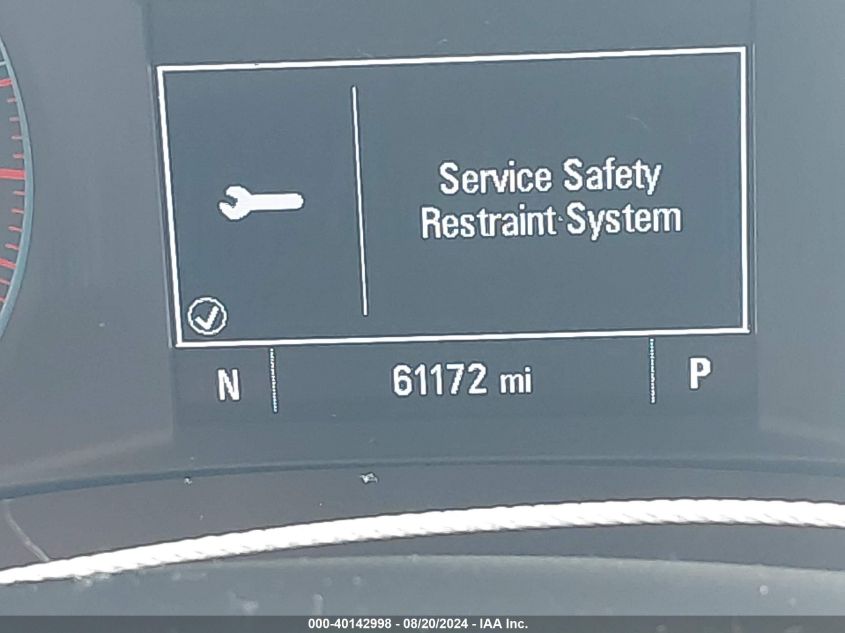 Service Safety
Restraint System
N 61172 mi P
000-40142998 - 08/20/2024 - IAA Inc.